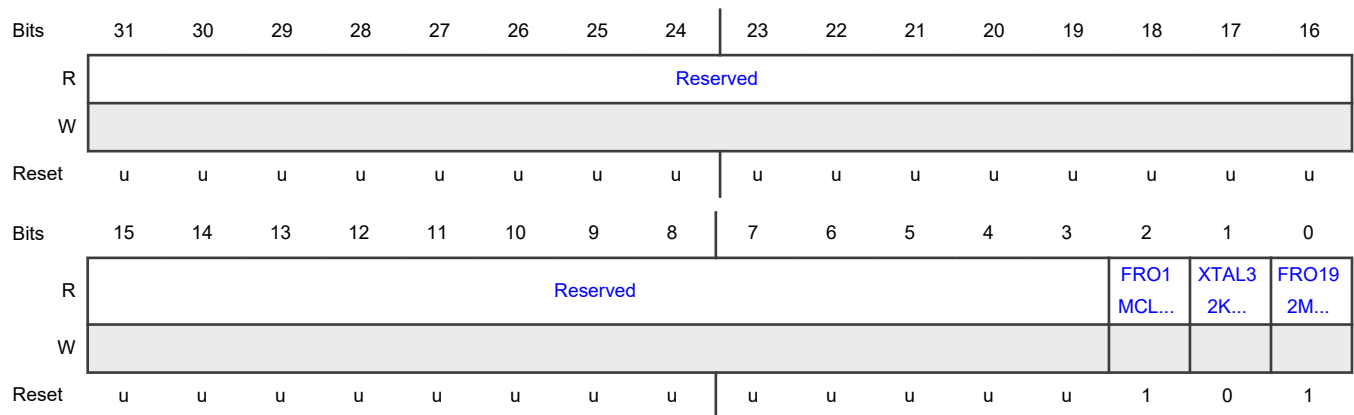 Bits 31 30 29 28 27 26 25 24 23 22 21 20 19 18 17 16
R Reserved
W
Reset u u u u u u u u u u u u u u u u
Bits 15 14 13 12 11 10 9 8 7 6 5 4 3 2 1 0
R Reserved FRO1 XTAL3 FRO19
MCL... 2K... 2M...
W
Reset u u u u u u u u u u u u u 1 0 1